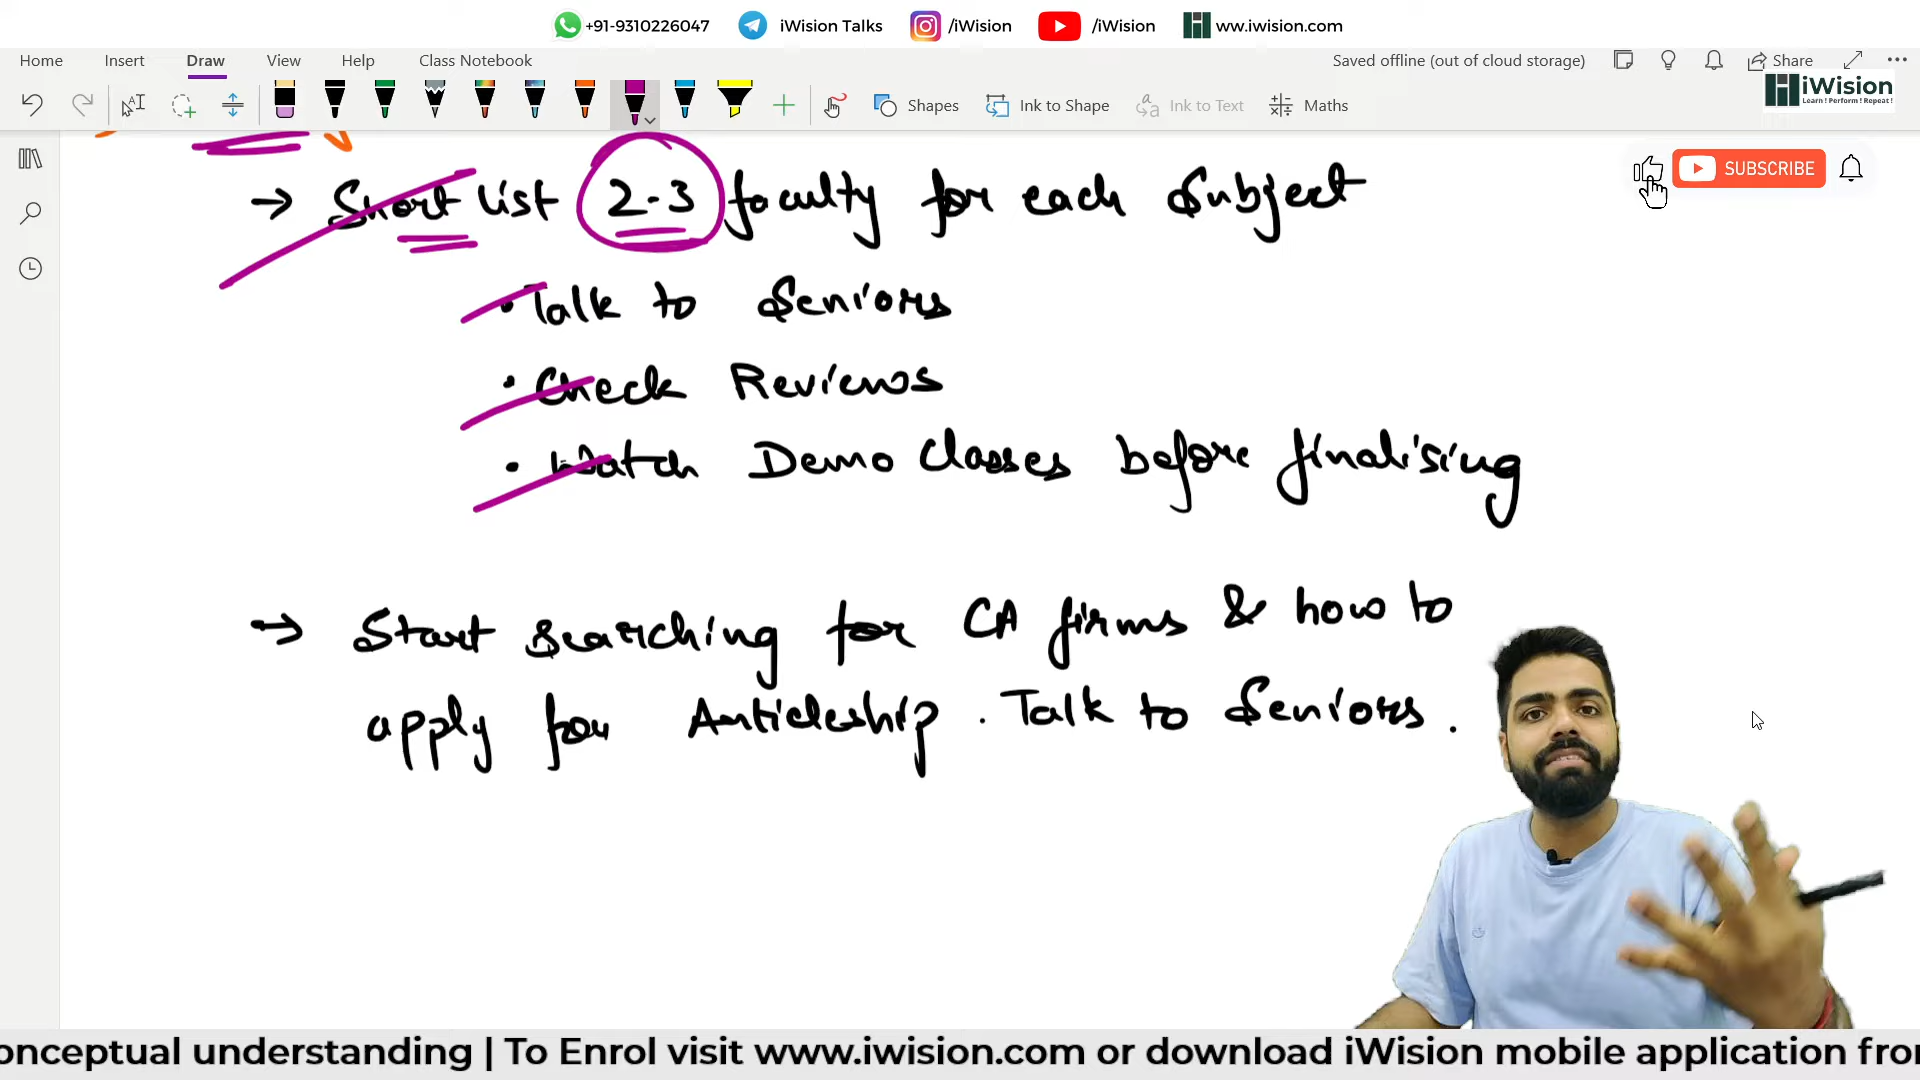 +91-9310226047 iWision Talks /iWision /iWision ww.iwision.com
Home Insert Draw View Help Class Notebook Saved offline (out of cloud storage) Share
Shapes Ink to Shape Ink to Text Maths
iWision
Learn ! Perform ! Repeat !
SUBSCRIBE
→ Short list 2-3 faculty for each Subject
• Talk to Seniors
• Check Reviews
• Watch Demo Classes before finalising
→ Start searching for CA firms & how to
apply for Articleship. Talk to Seniors.
onceptual understanding | To Enrol visit www.iwision.com or download iWision mobile application fro